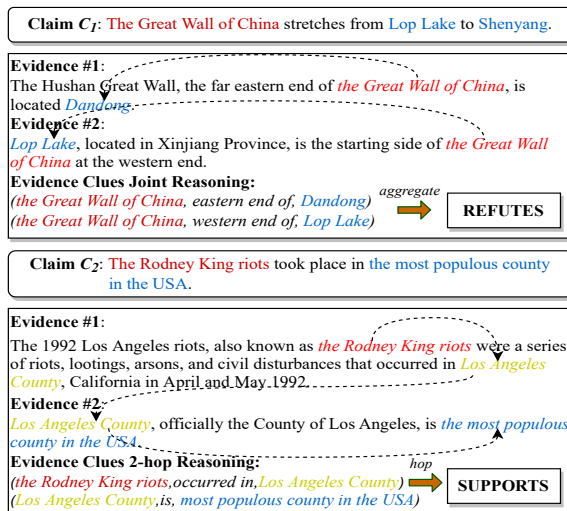 Claim C1: The Great Wall of China stretches from Lop Lake to Shenyang.
Evidence #1:
The Hushan Great Wall, the far eastern end of the Great Wall of China, is
located Dandong.
Evidence #2:
Lop Lake, located in Xinjiang Province, is the starting side of the Great Wall
of China at the western end.
Evidence Clues Joint Reasoning:
(the Great Wall of China, eastern end of, Dandong)
(the Great Wall of China, western end of, Lop Lake)
aggregate
REFUTES
Claim C2: The Rodney King riots took place in the most populous county
in the USA.
Evidence #1:
The 1992 Los Angeles riots, also known as the Rodney King riots were a series
of riots, lootings, arsons, and civil disturbances that occurred in Los Angeles
County, California in April and May 1992.
Evidence #2:
Los Angeles County, officially the County of Los Angeles, is the most populous
county in the USA.
Evidence Clues 2-hop Reasoning:
(the Rodney King riots,occurred in,Los Angeles County)
(Los Angeles County,is, most populous county in the USA)
hop
SUPPORTS